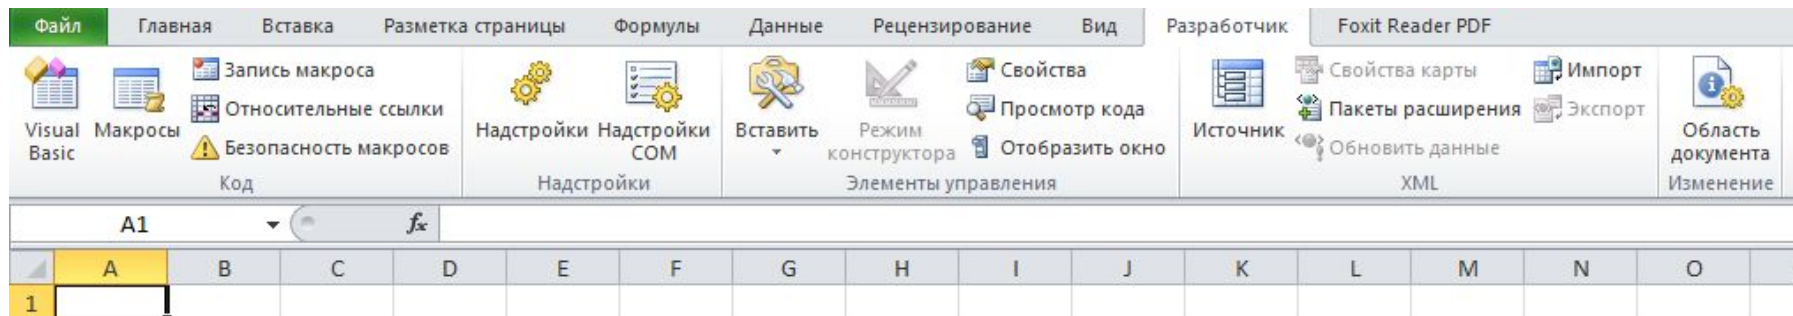 Файл Главная Вставка Разметка страницы Формулы Данные Рецензирование Вид Разработчик Foxit Reader PDF
Visual Basic
Макросы
Запись макроса
Относительные ссылки
Безопасность макросов
Код
Надстройки
Надстройки COM
Надстройки
Вставить
Режим конструктора
Свойства
Просмотр кода
Отобразить окно
Элементы управления
Источник
Свойства карты
Пакеты расширения
Обновить данные
Импорт
Экспорт
XML
Область документа
Изменение
A1 fx
A B C D E F G H I J K L M N O
1